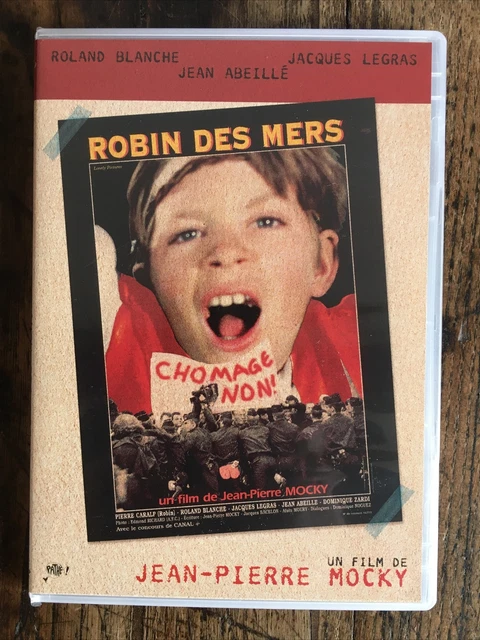 ROLAND BLANCHE
JACQUES LEGRAS
JEAN ABEILLÉ
ROBIN DES MERS
CHOMAGE
NON!
un film de Jean-Pierre MOCKY
PIERRE CARALP (Robin) - ROLAND BLANCHE - JACQUES LEGRAS - JEAN ABEILLE - DOMINIQUE ZARDI
Avec le concours de CANAL +
PATHE!
UN FILM DE
JEAN-PIERRE MOCKY